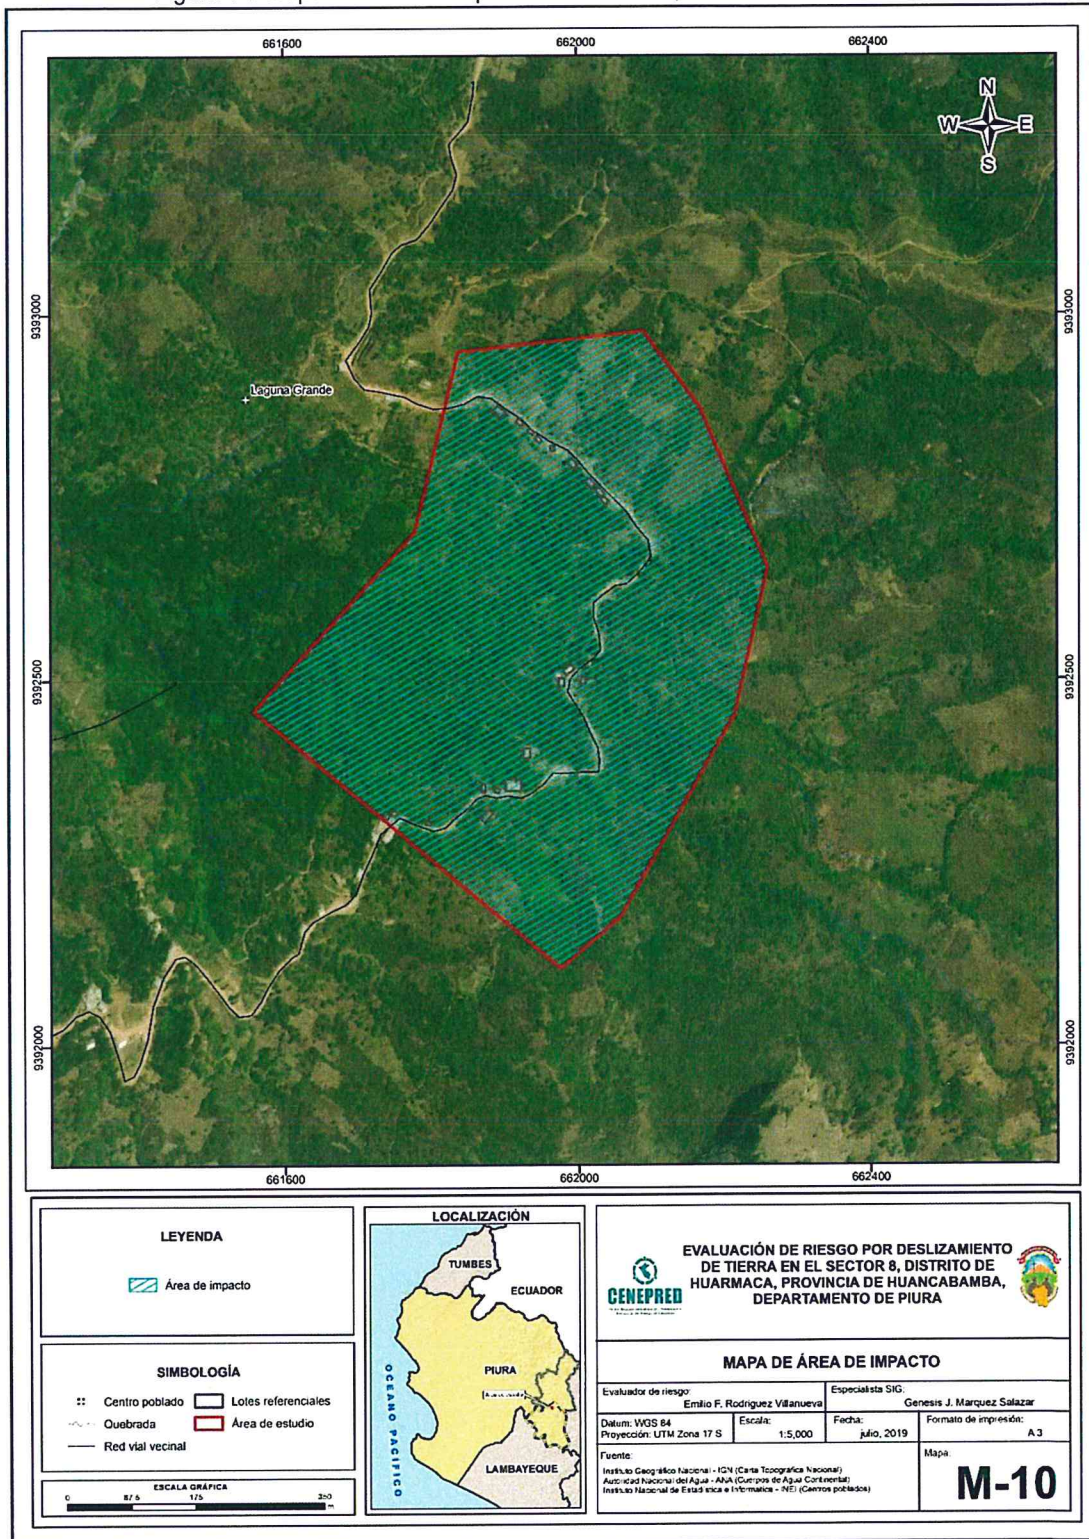 661600
662000
662400
N
W
E
S
9393000
9393000
Laguna Grande
9392500
9392500
9392000
9392000
661600
662000
662400
LEYENDA
Área de impacto
SIMBOLOGÍA
Centro poblado
Lotes referenciales
Quebrada
Área de estudio
Red vial vecinal
ESCALA GRÁFICA
0 87.5 175 350
m
LOCALIZACIÓN
TUMBES
ECUADOR
PIURA
OCEANO PACIFICO
LAMBAYEQUE
CENEPRED
EVALUACIÓN DE RIESGO POR DESLIZAMIENTO
DE TIERRA EN EL SECTOR 8, DISTRITO DE
HUARMACA, PROVINCIA DE HUANCABAMBA,
DEPARTAMENTO DE PIURA
MAPA DE ÁREA DE IMPACTO
Evaluador de riesgo:
Emilio F. Rodriguez Villanueva
Especialista SIG:
Genesis J. Marquez Salazar
Datum: WGS 84
Proyección: UTM Zona 17 S
Escala:
1:5,000
Fecha:
julio, 2019
Formato de impresión:
A 3
Fuente:
Instituto Geográfico Nacional - IGN (Carta Topográfica Nacional)
Autoridad Nacional del Agua - ANA (Cuerpos de Agua Continental)
Instituto Nacional de Estadistica e Informatica - INEI (Centros poblados)
Mapa:
M-10